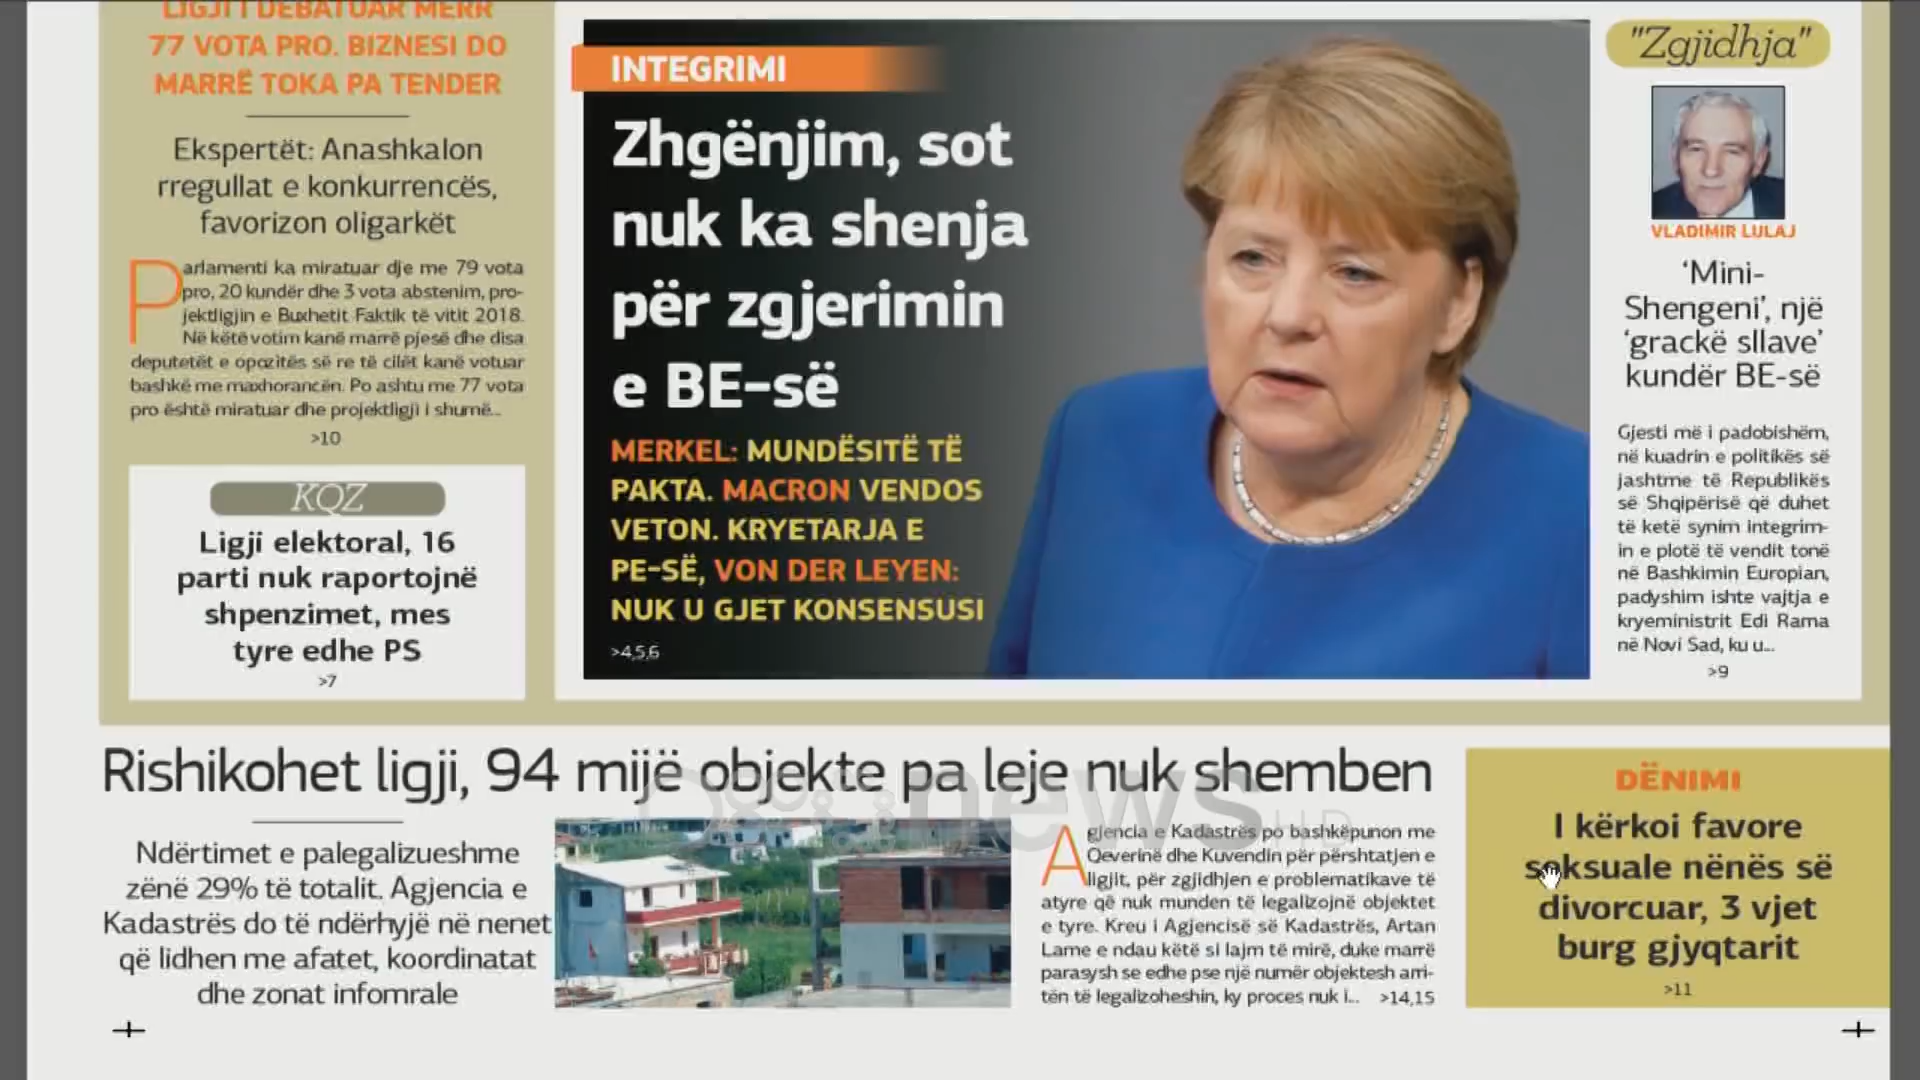 LIGJI I DEBATUAR MERR
77 VOTA PRO. BIZNESI DO
MARRË TOKA PA TENDER
Ekspertët: Anashkalon
rregullat e konkurrencës,
favorizon oligarkët
Parlamenti ka miratuar dje me 79 vota
pro, 20 kundër dhe 3 vota abstenim, pro-
jektligjin e Buxhetit Faktik të vitit 2018.
Në këtë votim kanë marrë pjesë dhe disa
deputetët e opozitës së re të cilët kanë votuar
bashkë me maxhorancën. Po ashtu me 77 vota
pro është miratuar dhe projektligji i shumë...
>10
KQZ
Ligji elektoral, 16
parti nuk raportojnë
shpenzimet, mes
tyre edhe PS
>7
INTEGRIMI
Zhgënjim, sot
nuk ka shenja
për zgjerimin
e BE-së
MERKEL: MUNDËSITË TË
PAKTA. MACRON VENDOS
VETON. KRYETARJA E
PE-SË, VON DER LEYEN:
NUK U GJET KONSENSUSI
>4,5,6
"Zgjidhja"
VLADIMIR LULAJ
'Mini-
Shengeni', një
'grackë sllave'
kundër BE-së
Gjesti më i padobishëm,
në kuadrin e politikës së
jashtme të Republikës
së Shqipërisë që duhet
të ketë synim integrim-
in e plotë të vendit tonë
në Bashkimin Europian,
padyshim ishte vajtja e
kryeministrit Edi Rama
në Novi Sad, ku u...
>9
Rishikohet ligji, 94 mijë objekte pa leje nuk shemben
Ndërtimet e palegalizueshme
zënë 29% të totalit. Agjencia e
Kadastrës do të ndërhyjë në nenet
që lidhen me afatet, koordinatat
dhe zonat infomrale
Agjencia e Kadastrës po bashkëpunon me
Qeverinë dhe Kuvendin për përshtatjen e
ligjit, për zgjidhjen e problematikave të
atyre që nuk munden të legalizojnë objektet
e tyre. Kreu i Agjencisë së Kadastrës, Artan
Lame e ndau këtë si lajm të mirë, duke marrë
parasysh se edhe pse një numër objektesh arri-
tën të legalizoheshin, ky proces nuk i... >14,15
news HD
DËNIMI
I kërkoi favore
seksuale nënës së
divorcuar, 3 vjet
burg gjyqtarit
>11